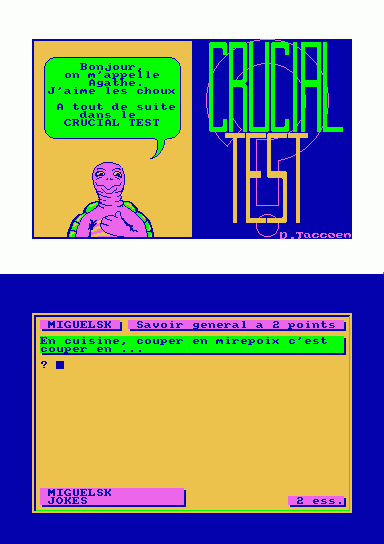 Bonjour,
on m'appelle
Agathe.
J'aime les choux
A tout de suite
dans le
CRUCIAL TEST
CRUCIAL
TEST
D.Taccoen
MIGUELSK
Savoir general a 2 points
En cuisine, couper en mirepoix c'est
couper en ...
?
MIGUELSK
JOKES
2 ess.